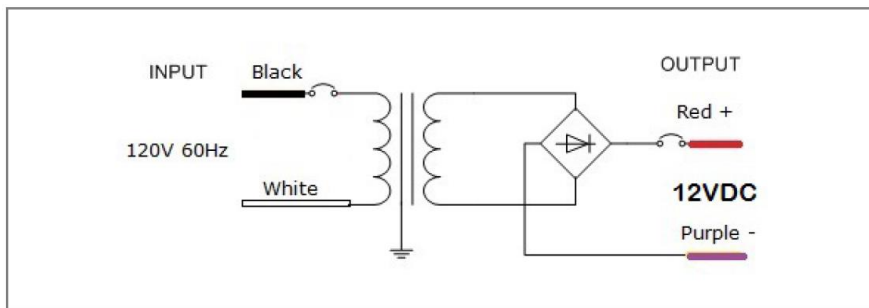 INPUT
Black
120V 60Hz
White
OUTPUT
Red +
12VDC
Purple -